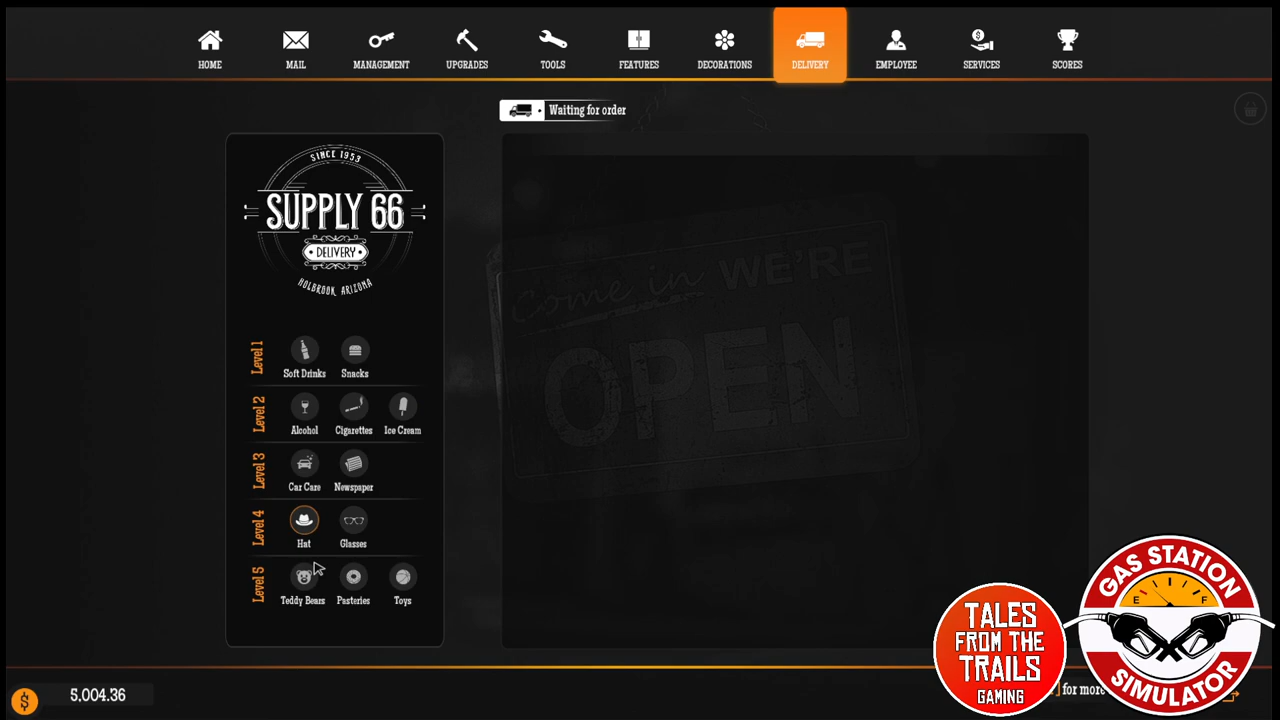 HOME MAIL MANAGEMENT UPGRADES TOOLS FEATURES DECORATIONS DELIVERY EMPLOYEE SERVICES SCORES
Waiting for order
SINCE 1953
SUPPLY 66
DELIVERY
HOLBROOK, ARIZONA
Come in WE'RE
OPEN
Level 1
Soft Drinks Snacks
Level 2
Alcohol Cigarettes Ice Cream
Level 3
Car Care Newspaper
Level 4
Hat Glasses
Level 5
Teddy Bears Pasteries Toys
$ 5,004.36
for more
TALES
FROM THE
TRAILS
GAMING
GAS STATION
E F
SIMULATOR